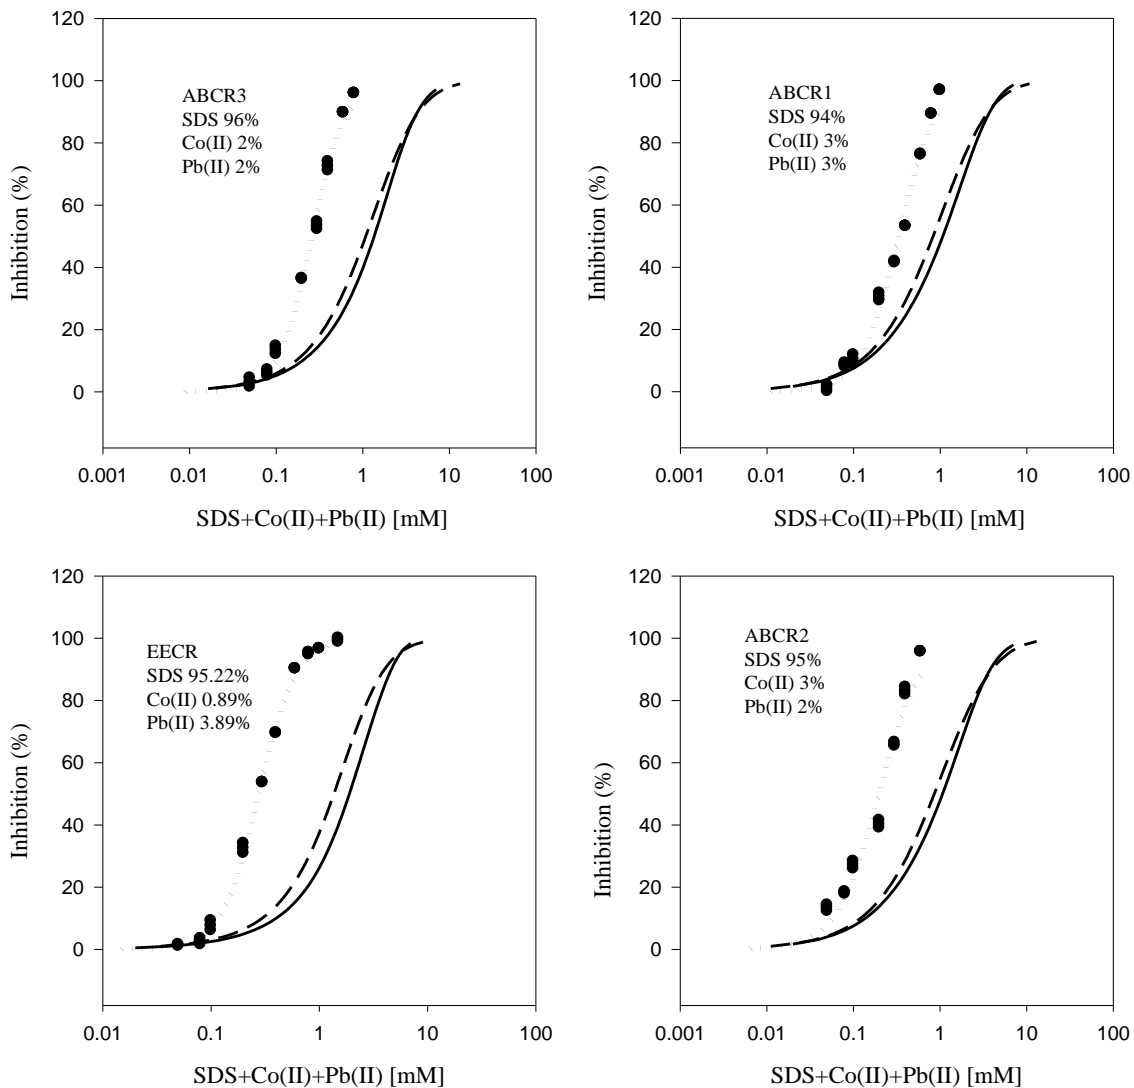 120
100
80
60
40
20
0
Inhibition (%)
ABCR3
SDS 96%
Co(II) 2%
Pb(II) 2%
0.001 0.01 0.1 1 10 100
SDS+Co(II)+Pb(II) [mM]
120
100
80
60
40
20
0
Inhibition (%)
ABCR1
SDS 94%
Co(II) 3%
Pb(II) 3%
0.001 0.01 0.1 1 10 100
SDS+Co(II)+Pb(II) [mM]
120
100
80
60
40
20
0
Inhibition (%)
EECR
SDS 95.22%
Co(II) 0.89%
Pb(II) 3.89%
0.01 0.1 1 10 100
SDS+Co(II)+Pb(II) [mM]
120
100
80
60
40
20
0
Inhibition (%)
ABCR2
SDS 95%
Co(II) 3%
Pb(II) 2%
0.001 0.01 0.1 1 10 100
SDS+Co(II)+Pb(II) [mM]